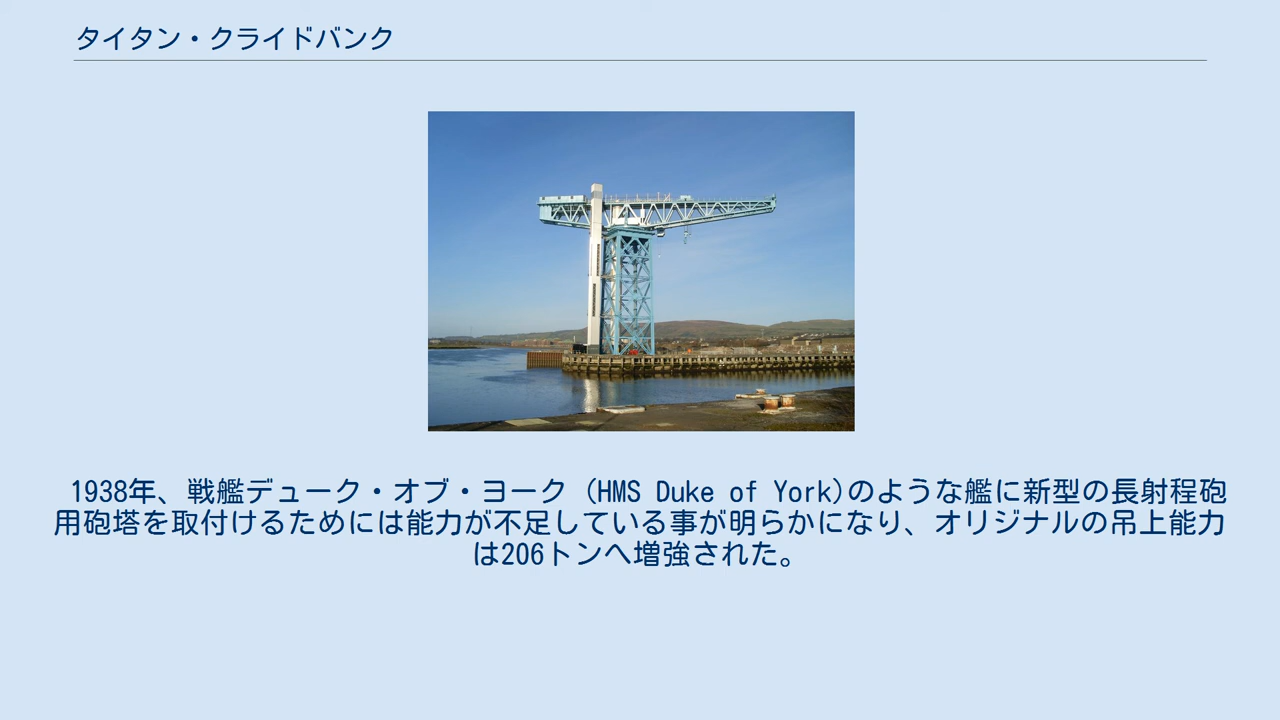 タイタン・クライドバンク
1938年、戦艦デューク・オブ・ヨーク (HMS Duke of York)のような艦に新型の長射程砲
用砲塔を取付けるためには能力が不足している事が明らかになり、オリジナルの吊上能力
は206トンへ増強された。